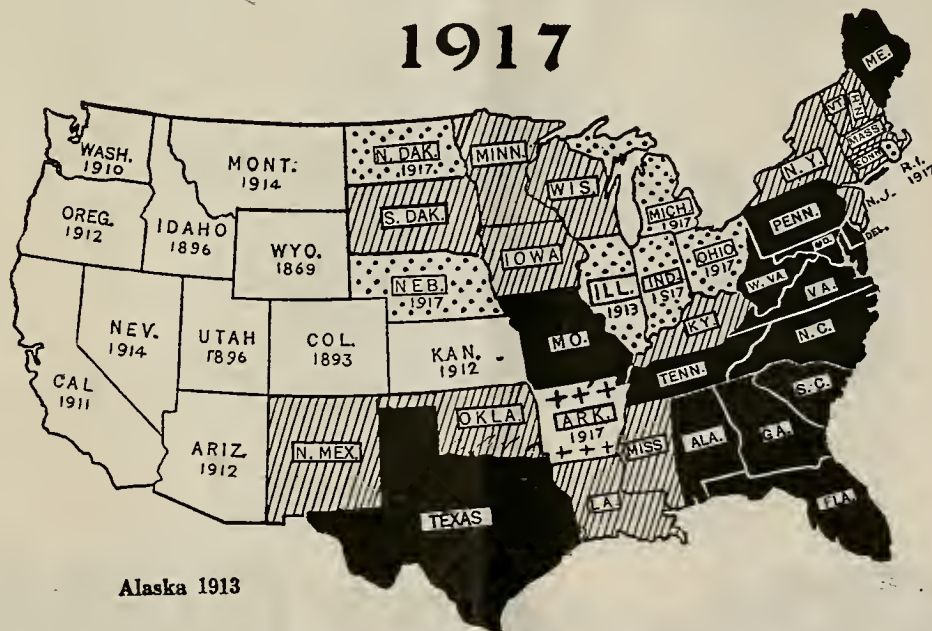 1917
ME.
WASH.
1910
MONT.
1914
N. DAK.
1917
MINN.
VT.
N.H.
MASS
CONN.
R.I.
1917
OREG.
1912
IDAHO
1896
WYO.
1869
S. DAK.
WIS.
MICH.
1917
N.Y.
N.J.
PENN.
DEL.
MD.
NEV.
1914
UTAH
1896
COL.
1893
NEB.
1917
IOWA
ILL.
1913
IND.
1917
OHIO
1917
W. VA
VA.
CAL
1911
KAN.
1912
MO.
KY.
N.C.
TENN.
S.C.
ARIZ.
1912
N. MEX.
OKLA.
ARK.
1917
MISS
ALA.
GA.
TEXAS
LA.
FLA.
Alaska 1913